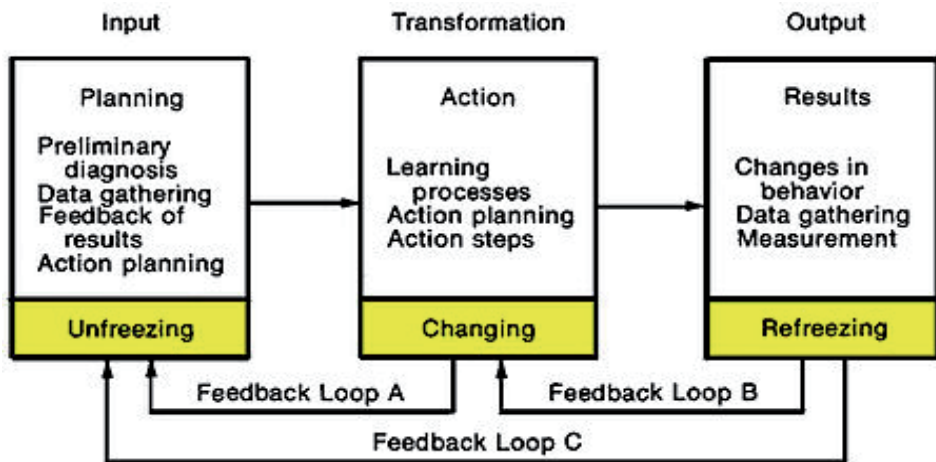 Input
Transformation
Output
Planning
Preliminary
diagnosis
Data gathering
Feedback of
results
Action planning
Unfreezing
Action
Learning
processes
Action planning
Action steps
Changing
Results
Changes in
behavior
Data gathering
Measurement
Refreezing
Feedback Loop A
Feedback Loop B
Feedback Loop C